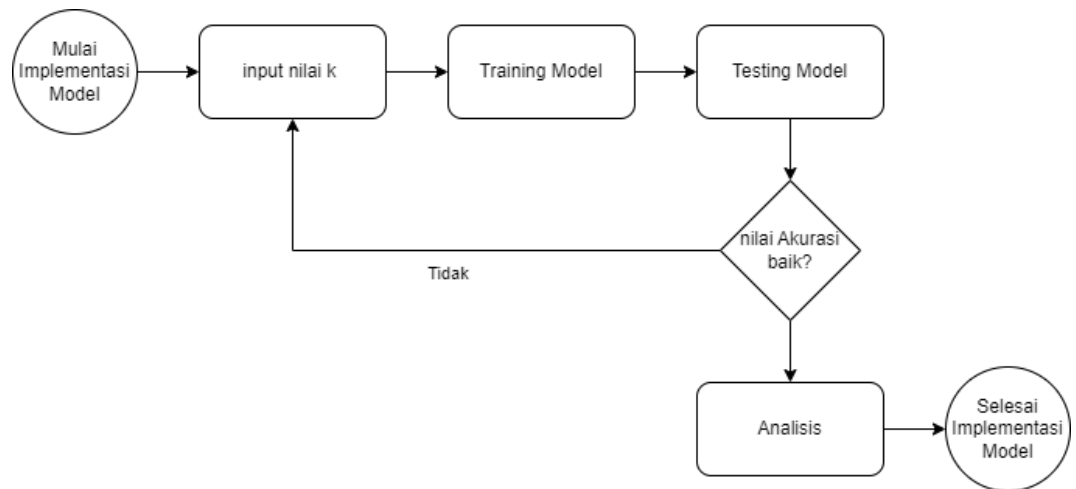 Mulai
Implementasi
Model
input nilai k
Training Model
Testing Model
nilai Akurasi
baik?
Tidak
Analisis
Selesai
Implementasi
Model